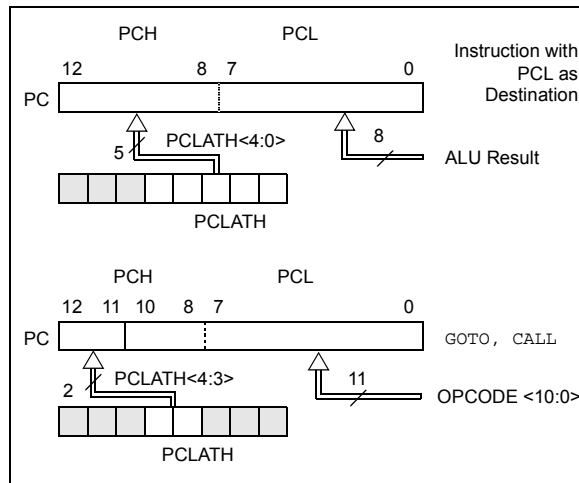 PCH PCL
12 8 7 0
Instruction with
PCL as
Destination
PC
5 PCLATH<4:0> 8
ALU Result
PCLATH
PCH PCL
12 11 10 8 7 0
PC GOTO, CALL
2 PCLATH<4:3> 11
OPCODE <10:0>
PCLATH